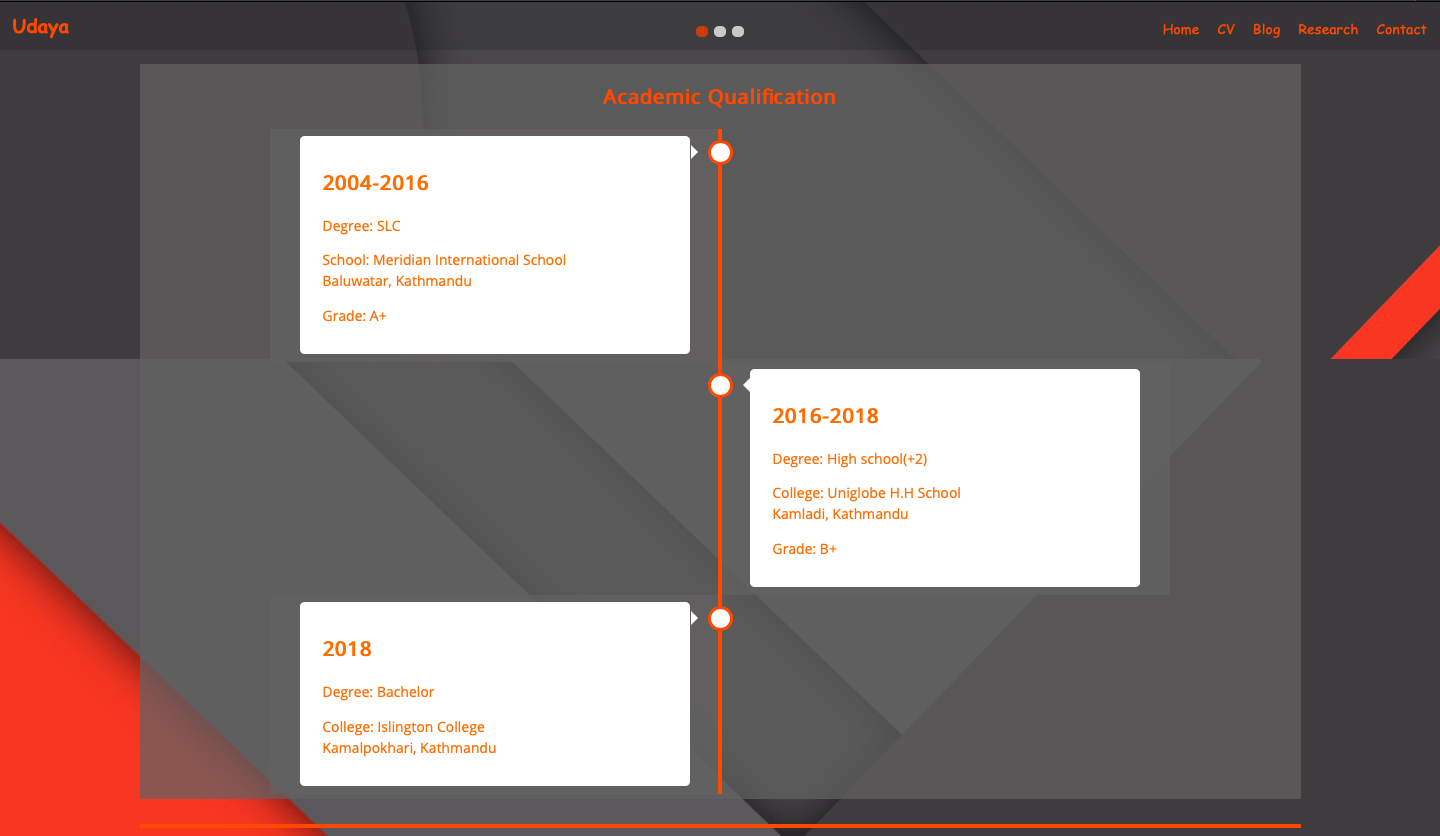 Udaya
Home CV Blog Research Contact
Academic Qualification
2004-2016
Degree: SLC
School: Meridian International School
Baluwatar, Kathmandu
Grade: A+
2016-2018
Degree: High school(+2)
College: Uniglobe H.H School
Kamladi, Kathmandu
Grade: B+
2018
Degree: Bachelor
College: Islington College
Kamalpokhari, Kathmandu